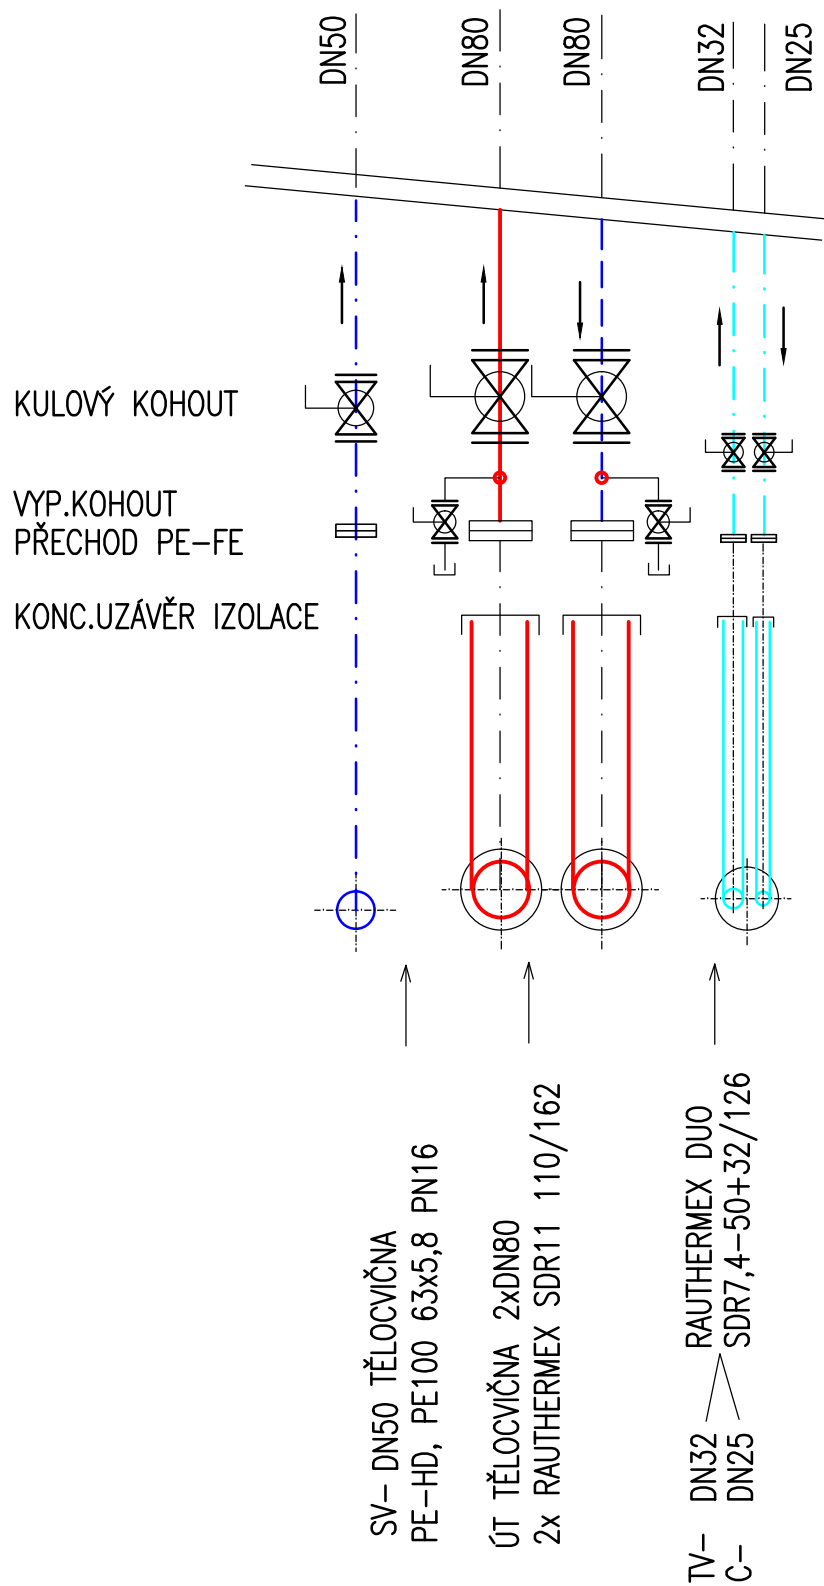 DN50
DN80
DN80
DN32
DN25
KULOVÝ KOHOUT
VYP.KOHOUT
PŘECHOD PE-FE
KONC.UZÁVĚR IZOLACE
SV- DN50 TĚLOCVIČNA
PE-HD, PE100 63x5,8 PN16
ÚT TĚLOCVIČNA 2xDN80
2x RAUTHERMEX SDR11 110/162
TV- DN32 RAUTHERMEX DUO
C- DN25 SDR7,4-50+32/126